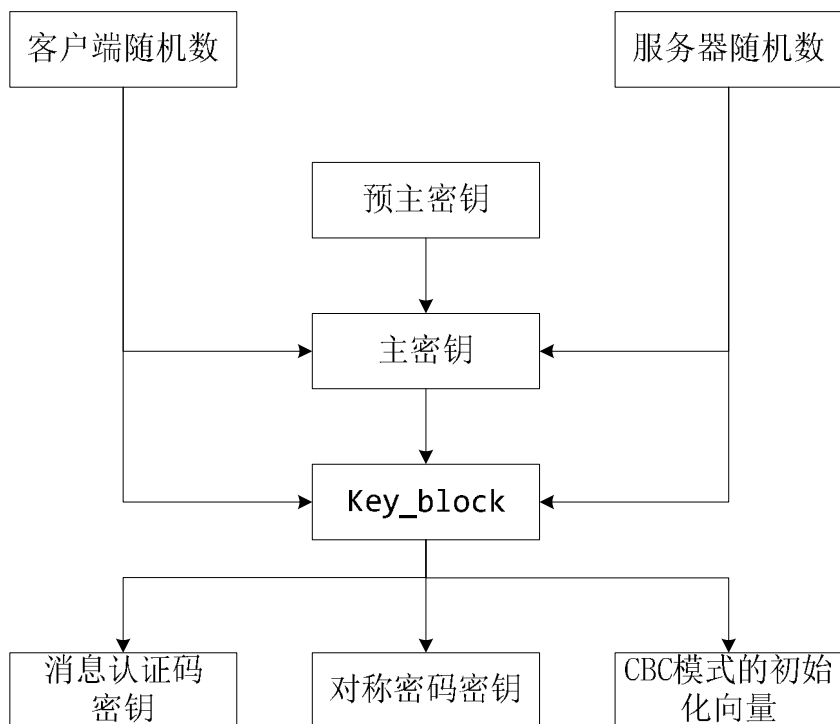 客户端随机数
服务器随机数
预主密钥
主密钥
Key_block
消息认证码
密钥
对称密码密钥
CBC模式的初始
化向量